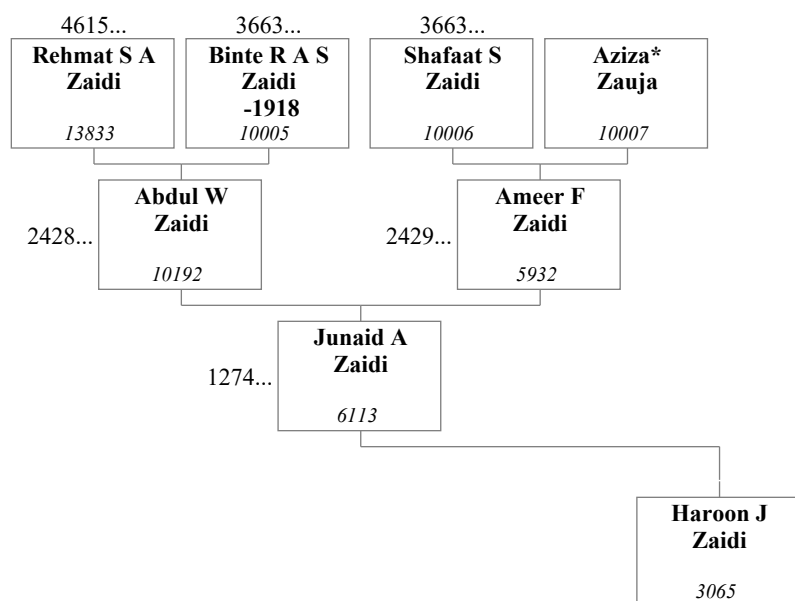 4615...
Rehmat S A
Zaidi
13833
3663...
Binte R A S
Zaidi
-1918
10005
3663...
Shafaat S
Zaidi
10006
Aziza*
Zauja
10007
2428...
Abdul W
Zaidi
10192
2429...
Ameer F
Zaidi
5932
1274...
Junaid A
Zaidi
6113
Haroon J
Zaidi
3065